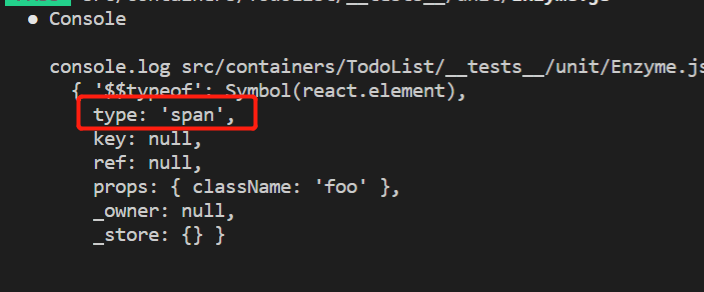 ● Console
console.log src/containers/TodoList/__tests__/unit/Enzyme.js
{ '$$typeof': Symbol(react.element),
type: 'span',
key: null,
ref: null,
props: { className: 'foo' },
_owner: null,
_store: {} }